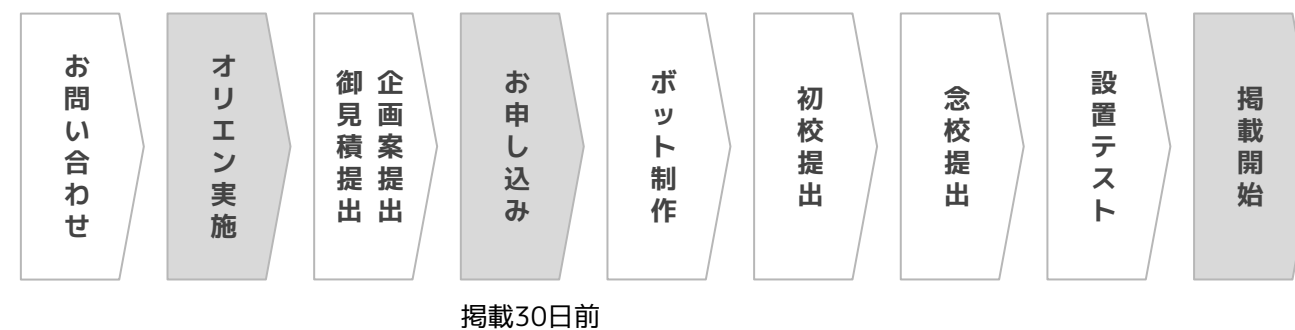 お問い合わせ
オリエン実施
企画案提出
御見積提出
お申し込み
ボット制作
初校提出
念校提出
設置テスト
掲載開始
掲載30日前